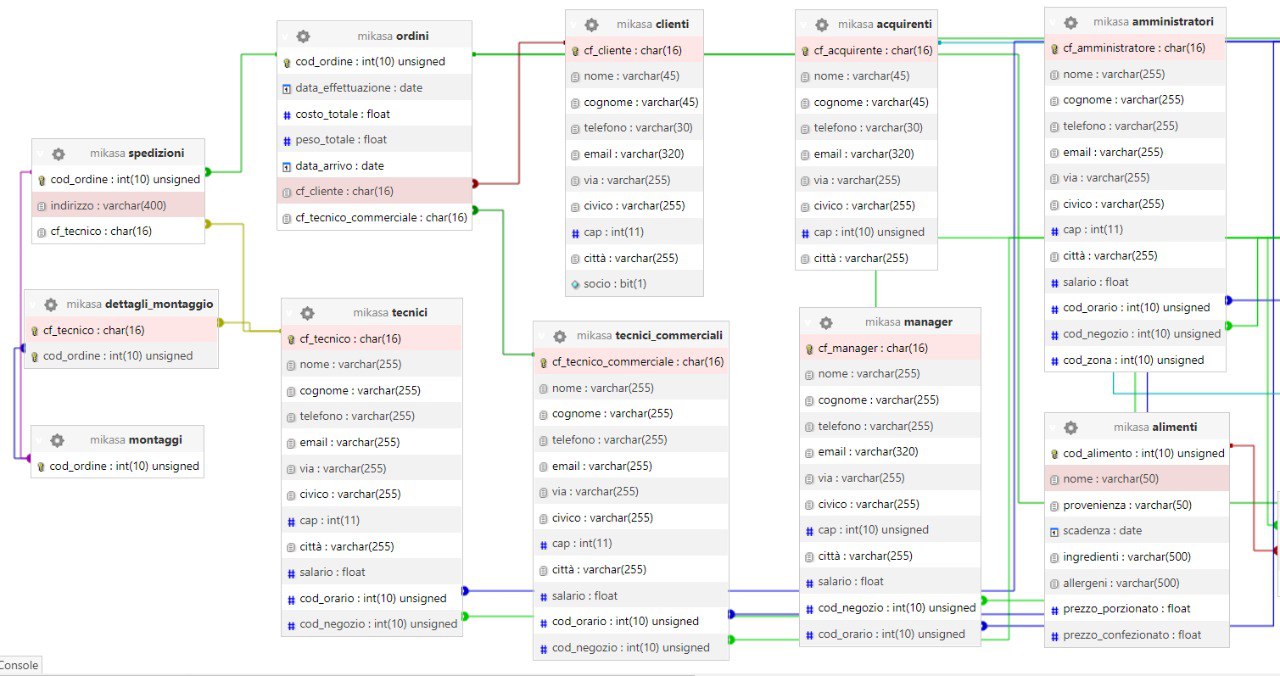 mikasa ordini
cod_ordine : int(10) unsigned
data_effettuazione : date
costo_totale : float
peso_totale : float
data_arrivo : date
cf_cliente : char(16)
cf_tecnico_commerciale : char(16)
mikasa clienti
cf_cliente : char(16)
nome : varchar(45)
cognome : varchar(45)
telefono : varchar(30)
email : varchar(320)
via : varchar(255)
civico : varchar(255)
cap : int(11)
città : varchar(255)
socio : bit(1)
mikasa acquirenti
cf_acquirente : char(16)
nome : varchar(45)
cognome : varchar(45)
telefono : varchar(30)
email : varchar(320)
via : varchar(255)
civico : varchar(255)
cap : int(10) unsigned
città : varchar(255)
mikasa amministratori
cf_amministratore : char(16)
nome : varchar(255)
cognome : varchar(255)
telefono : varchar(255)
email : varchar(255)
via : varchar(255)
civico : varchar(255)
cap : int(11)
città : varchar(255)
salario : float
cod_orario : int(10) unsigned
cod_negozio : int(10) unsigned
cod_zona : int(10) unsigned
mikasa spedizioni
cod_ordine : int(10) unsigned
indirizzo : varchar(400)
cf_tecnico : char(16)
mikasa dettagli_montaggio
cf_tecnico : char(16)
cod_ordine : int(10) unsigned
mikasa montaggi
cod_ordine : int(10) unsigned
mikasa tecnici
cf_tecnico : char(16)
nome : varchar(255)
cognome : varchar(255)
telefono : varchar(255)
email : varchar(255)
via : varchar(255)
civico : varchar(255)
cap : int(11)
città : varchar(255)
salario : float
cod_orario : int(10) unsigned
cod_negozio : int(10) unsigned
mikasa tecnici_commerciali
cf_tecnico_commerciale : char(16)
nome : varchar(255)
cognome : varchar(255)
telefono : varchar(255)
email : varchar(255)
via : varchar(255)
civico : varchar(255)
cap : int(11)
città : varchar(255)
salario : float
cod_orario : int(10) unsigned
cod_negozio : int(10) unsigned
mikasa manager
cf_manager : char(16)
nome : varchar(255)
cognome : varchar(255)
telefono : varchar(255)
email : varchar(320)
via : varchar(255)
civico : varchar(255)
cap : int(10) unsigned
città : varchar(255)
salario : float
cod_negozio : int(10) unsigned
cod_orario : int(10) unsigned
mikasa alimenti
cod_alimento : int(10) unsigned
nome : varchar(50)
provenienza : varchar(50)
scadenza : date
ingredienti : varchar(500)
allergeni : varchar(500)
prezzo_porzionato : float
prezzo_confezionato : float
Console